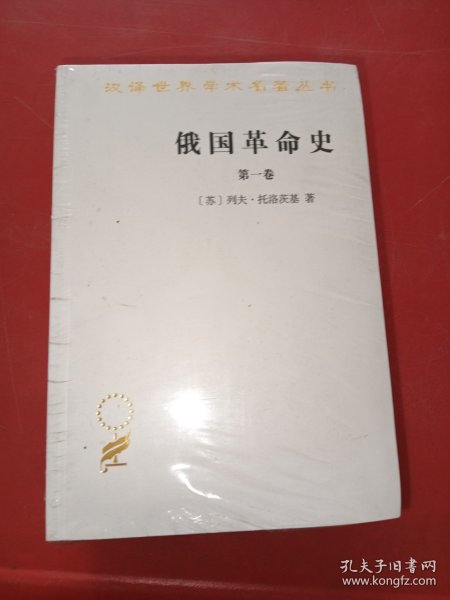 汉译世界学术名著丛书
俄国革命史
第一卷
〔苏〕列夫·托洛茨基 著
孔夫子旧书网
www.kongfz.com